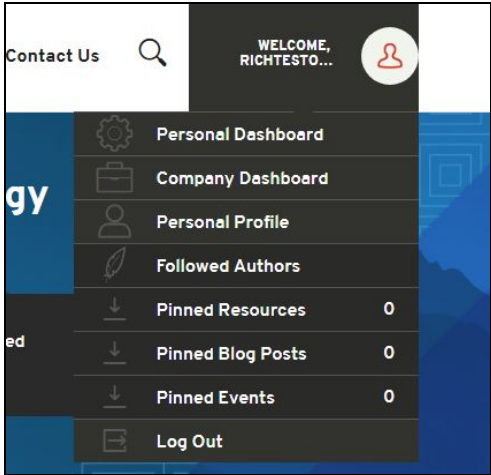 Contact Us
WELCOME,
RICHTESTO...
Personal Dashboard
gy
Company Dashboard
Personal Profile
Followed Authors
Pinned Resources 0
ed
Pinned Blog Posts 0
Pinned Events 0
Log Out